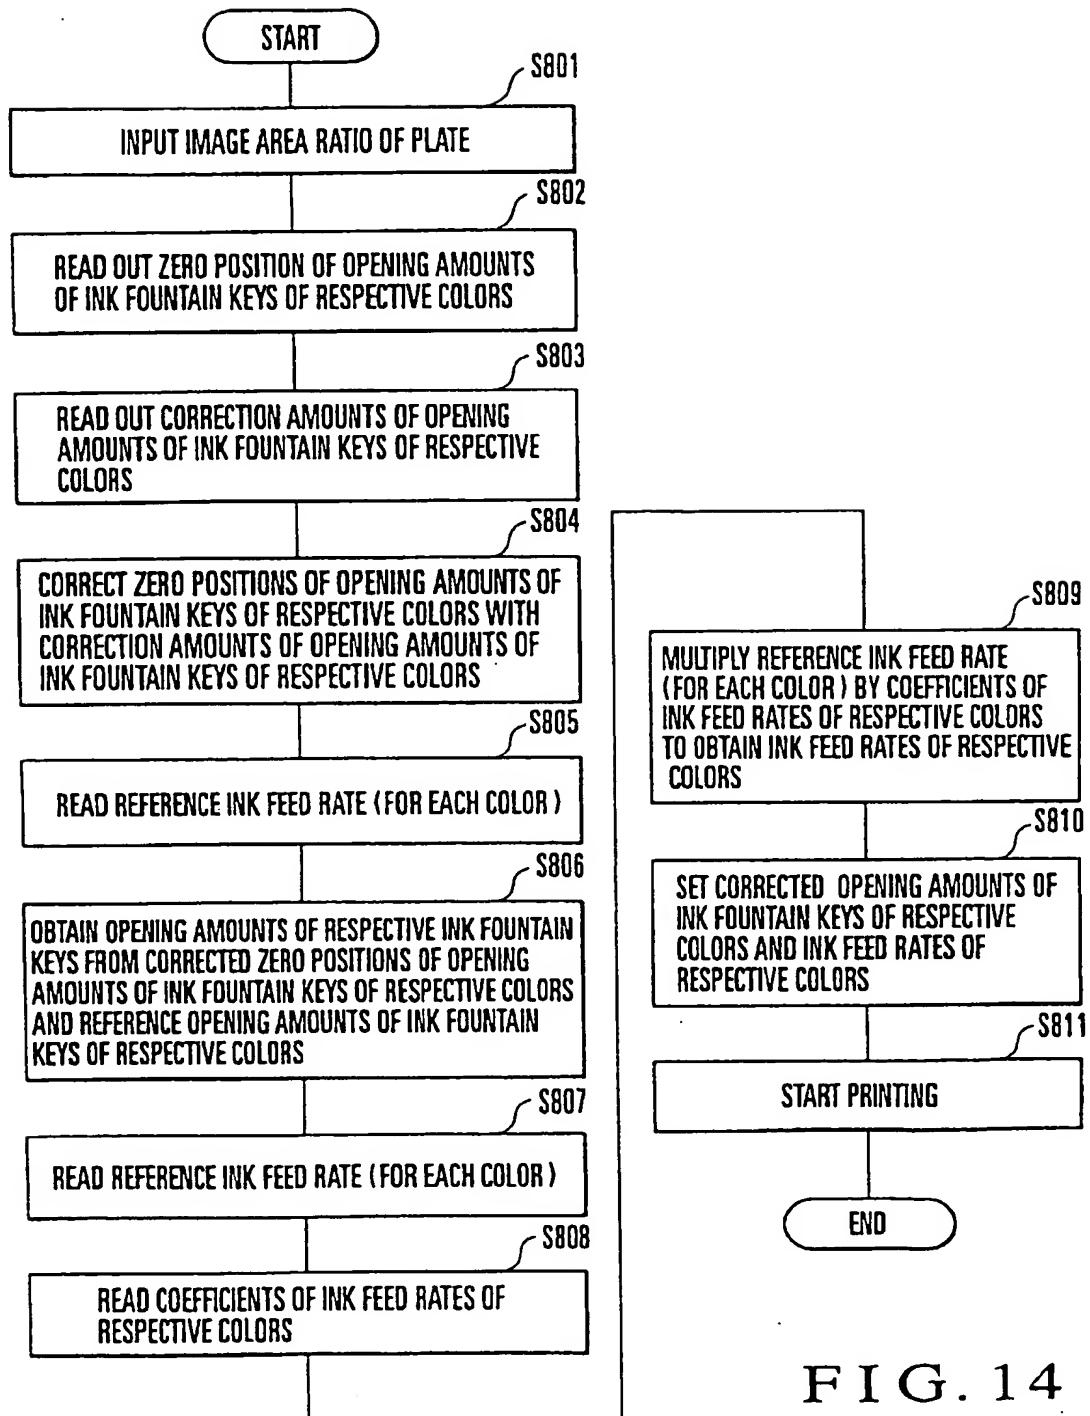 START
S801
INPUT IMAGE AREA RATIO OF PLATE
S802
READ OUT ZERO POSITION OF OPENING AMOUNTS
OF INK FOUNTAIN KEYS OF RESPECTIVE COLORS
S803
READ OUT CORRECTION AMOUNTS OF OPENING
AMOUNTS OF INK FOUNTAIN KEYS OF RESPECTIVE
COLORS
S804
CORRECT ZERO POSITIONS OF OPENING AMOUNTS OF
INK FOUNTAIN KEYS OF RESPECTIVE COLORS WITH
CORRECTION AMOUNTS OF OPENING AMOUNTS OF
INK FOUNTAIN KEYS OF RESPECTIVE COLORS
S805
READ REFERENCE INK FEED RATE (FOR EACH COLOR)
S806
OBTAIN OPENING AMOUNTS OF RESPECTIVE INK FOUNTAIN
KEYS FROM CORRECTED ZERO POSITIONS OF OPENING
AMOUNTS OF INK FOUNTAIN KEYS OF RESPECTIVE COLORS
AND REFERENCE OPENING AMOUNTS OF INK FOUNTAIN
KEYS OF RESPECTIVE COLORS
S807
READ REFERENCE INK FEED RATE (FOR EACH COLOR)
S808
READ COEFFICIENTS OF INK FEED RATES OF
RESPECTIVE COLORS
S809
MULTIPLY REFERENCE INK FEED RATE
(FOR EACH COLOR) BY COEFFICIENTS OF
INK FEED RATES OF RESPECTIVE COLORS
TO OBTAIN INK FEED RATES OF RESPECTIVE
COLORS
S810
SET CORRECTED OPENING AMOUNTS OF
INK FOUNTAIN KEYS OF RESPECTIVE
COLORS AND INK FEED RATES OF
RESPECTIVE COLORS
S811
START PRINTING
END
FIG. 14